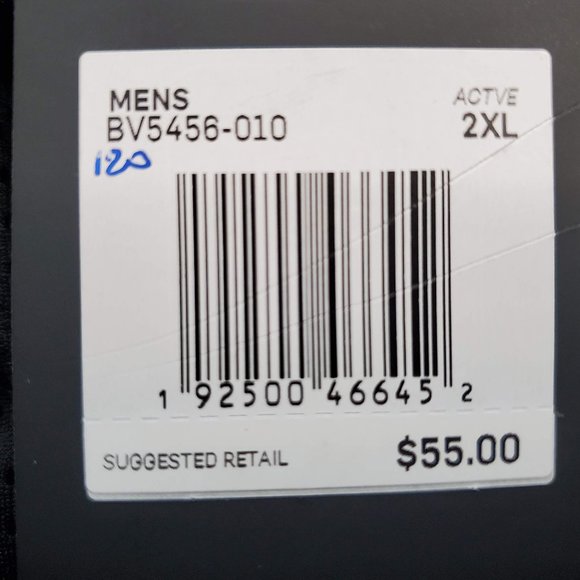 MENS ACTVE
BV5456-010 2XL
120
1 92500 46645 2
SUGGESTED RETAIL $55.00